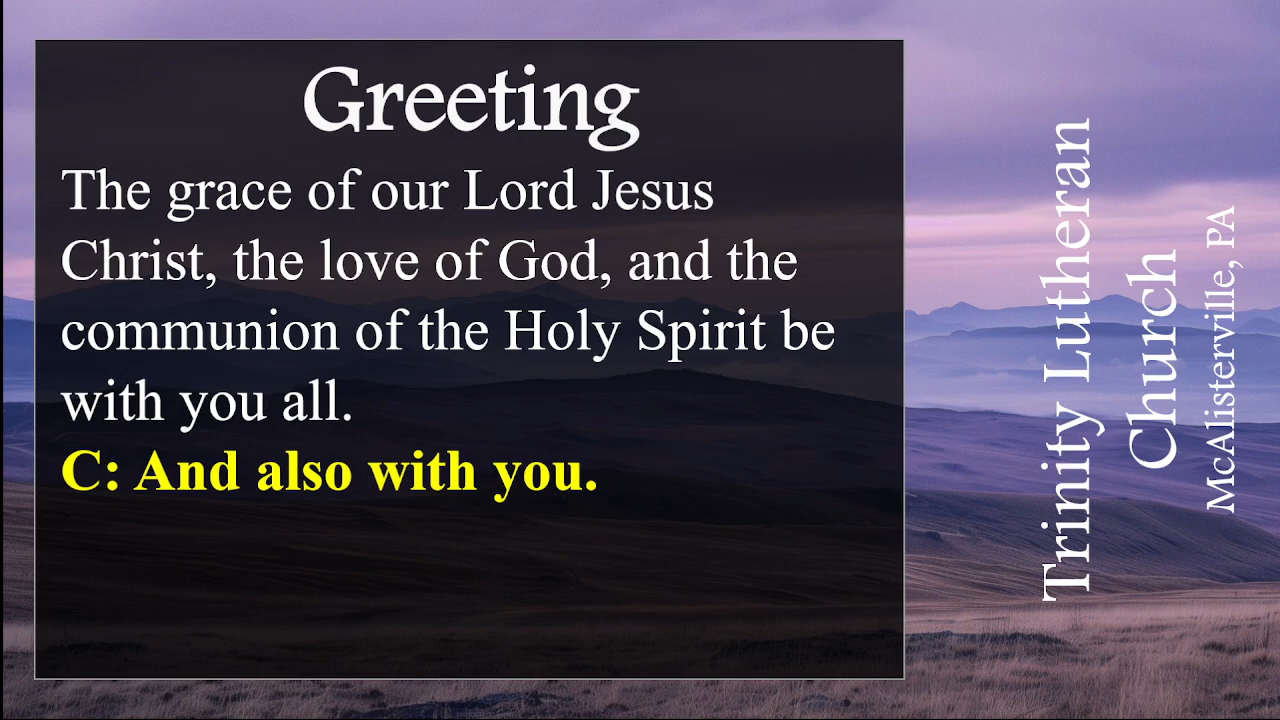 Greeting
The grace of our Lord Jesus
Christ, the love of God, and the
communion of the Holy Spirit be
with you all.
C: And also with you.
Trinity Lutheran
Church
McAlisterville, PA